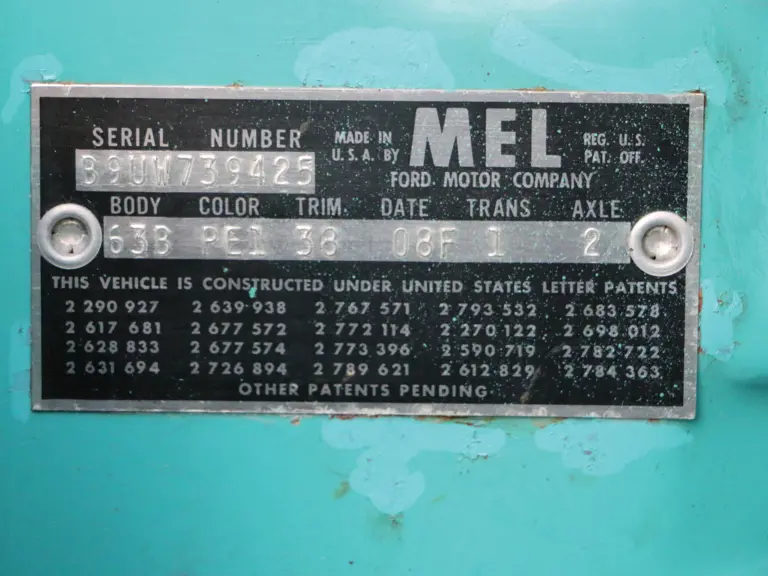 SERIAL NUMBER MADE IN U.S.A. BY MEL REG. U.S. PAT. OFF.
B9UW739425 FORD MOTOR COMPANY
BODY COLOR TRIM DATE TRANS AXLE
63B PE1 38 08F 1 2
THIS VEHICLE IS CONSTRUCTED UNDER UNITED STATES LETTER PATENTS
2 290 927 2 639 938 2 767 571 2 793 532 2 683 578
2 617 681 2 677 572 2 772 114 2 270 122 2 698 012
2 628 833 2 677 574 2 773 396 2 590 719 2 782 722
2 631 694 2 726 894 2 789 621 2 612 829 2 784 363
OTHER PATENTS PENDING